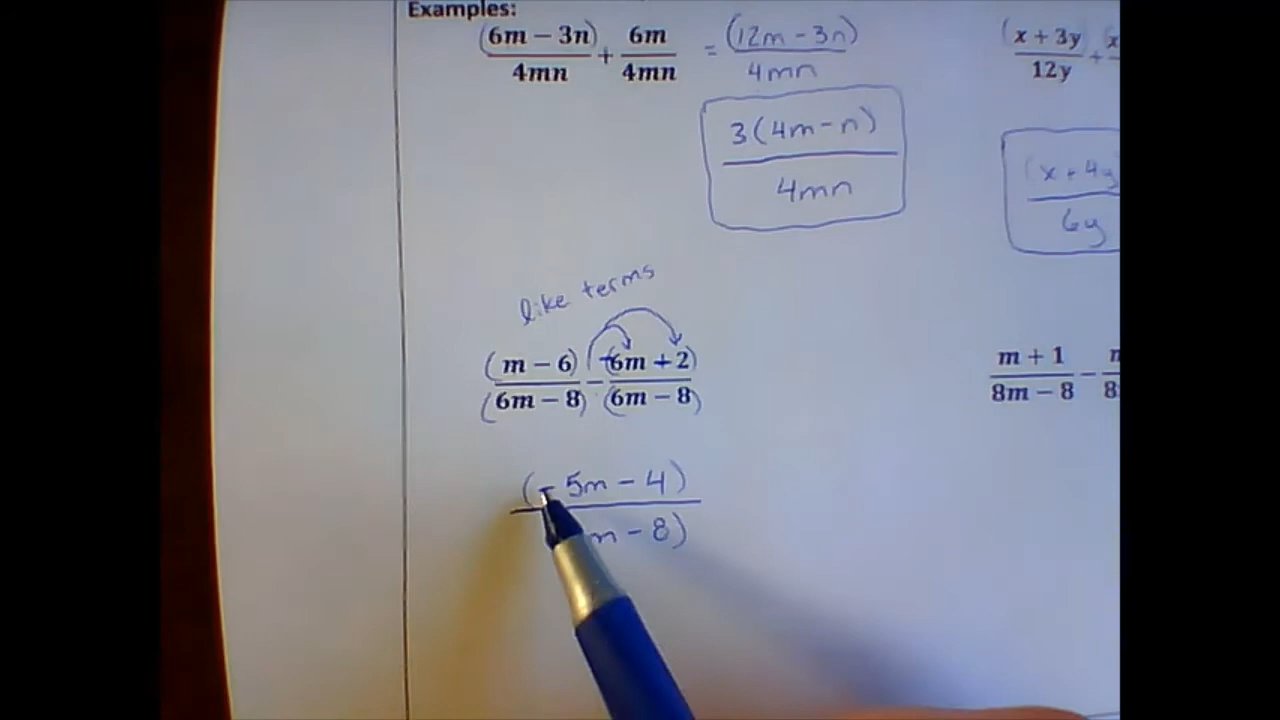 Examples:
(6m − 3n)/4mn + 6m/4mn = (12m − 3n)/4mn
3(4m − n)/4mn
(x + 3y/12y +
(x + 4y/6y
like terms
(m − 6)/(6m − 8) − (−6m + 2)/(6m − 8)
m + 1/8m − 8 −
(−5m − 4)/m − 8)